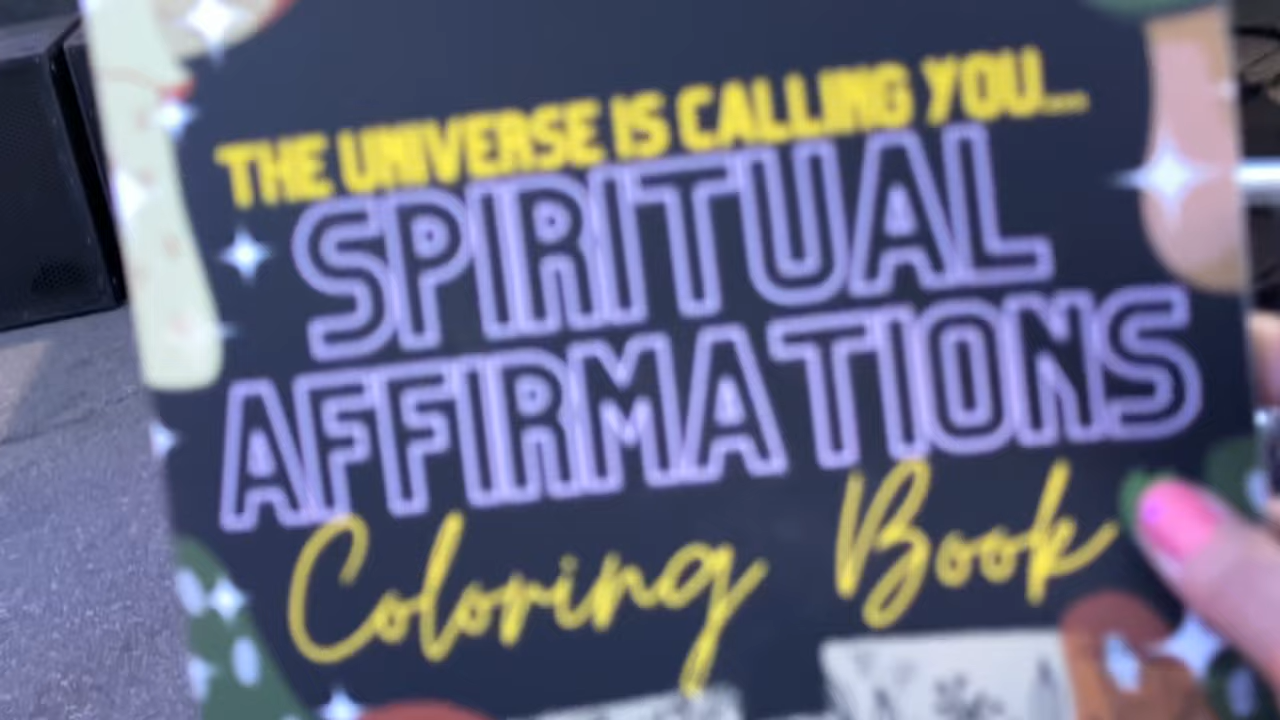 THE UNIVERSE IS CALLING YOU...
SPIRITUAL
AFFIRMATIONS
Coloring Book